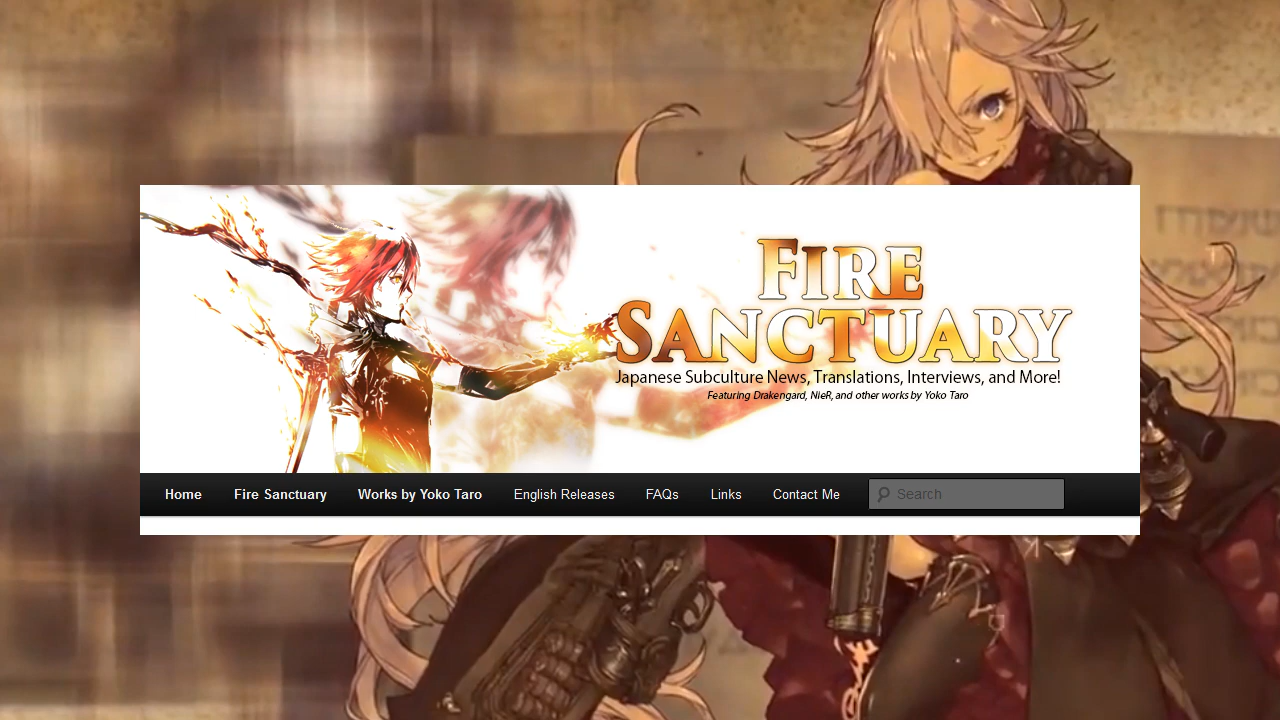 FIRE
SANCTUARY
Japanese Subculture News, Translations, Interviews, and More!
Featuring Drakengard, NieR, and other works by Yoko Taro
Home Fire Sanctuary Works by Yoko Taro English Releases FAQs Links Contact Me Search